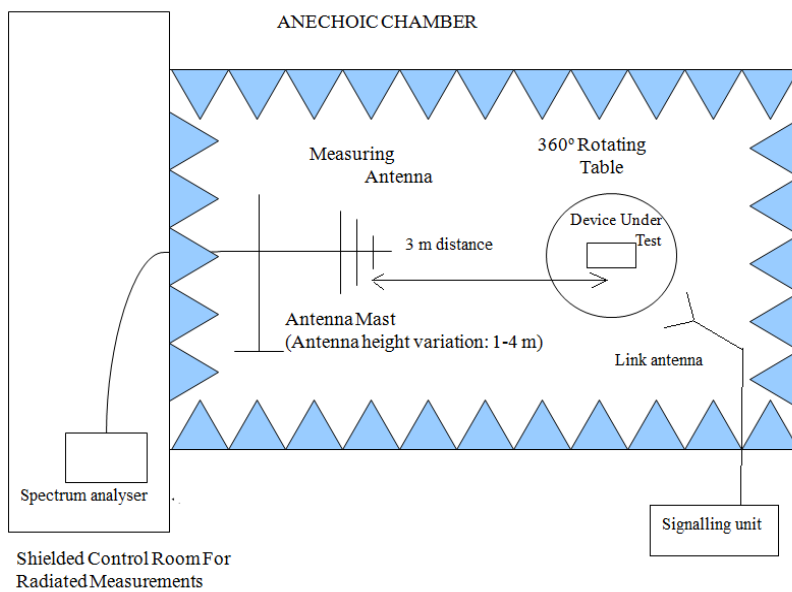 ANECHOIC CHAMBER
Measuring
Antenna
360º Rotating
Table
Device Under
Test
3 m distance
Antenna Mast
(Antenna height variation: 1-4 m)
Link antenna
Spectrum analyser
Signalling unit
Shielded Control Room For
Radiated Measurements